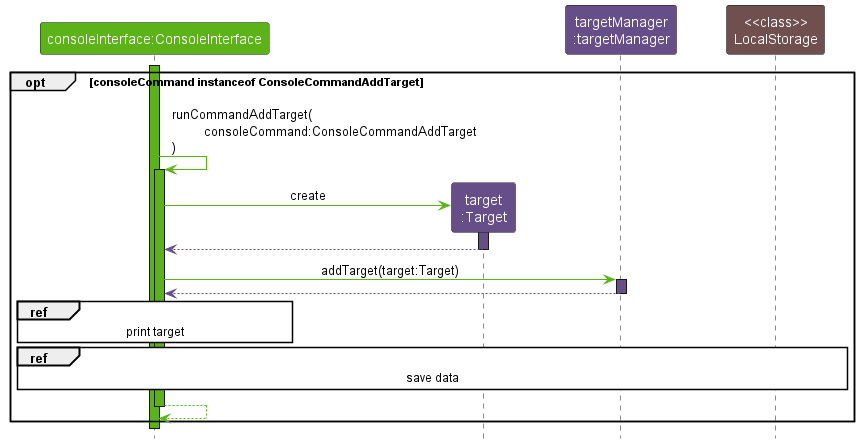 consoleInterface:ConsoleInterface
targetManager
:targetManager
<<class>>
LocalStorage
opt
[consoleCommand instanceof ConsoleCommandAddTarget]
runCommandAddTarget(
consoleCommand:ConsoleCommandAddTarget
)
create
target
:Target
addTarget(target:Target)
ref
print target
ref
save data